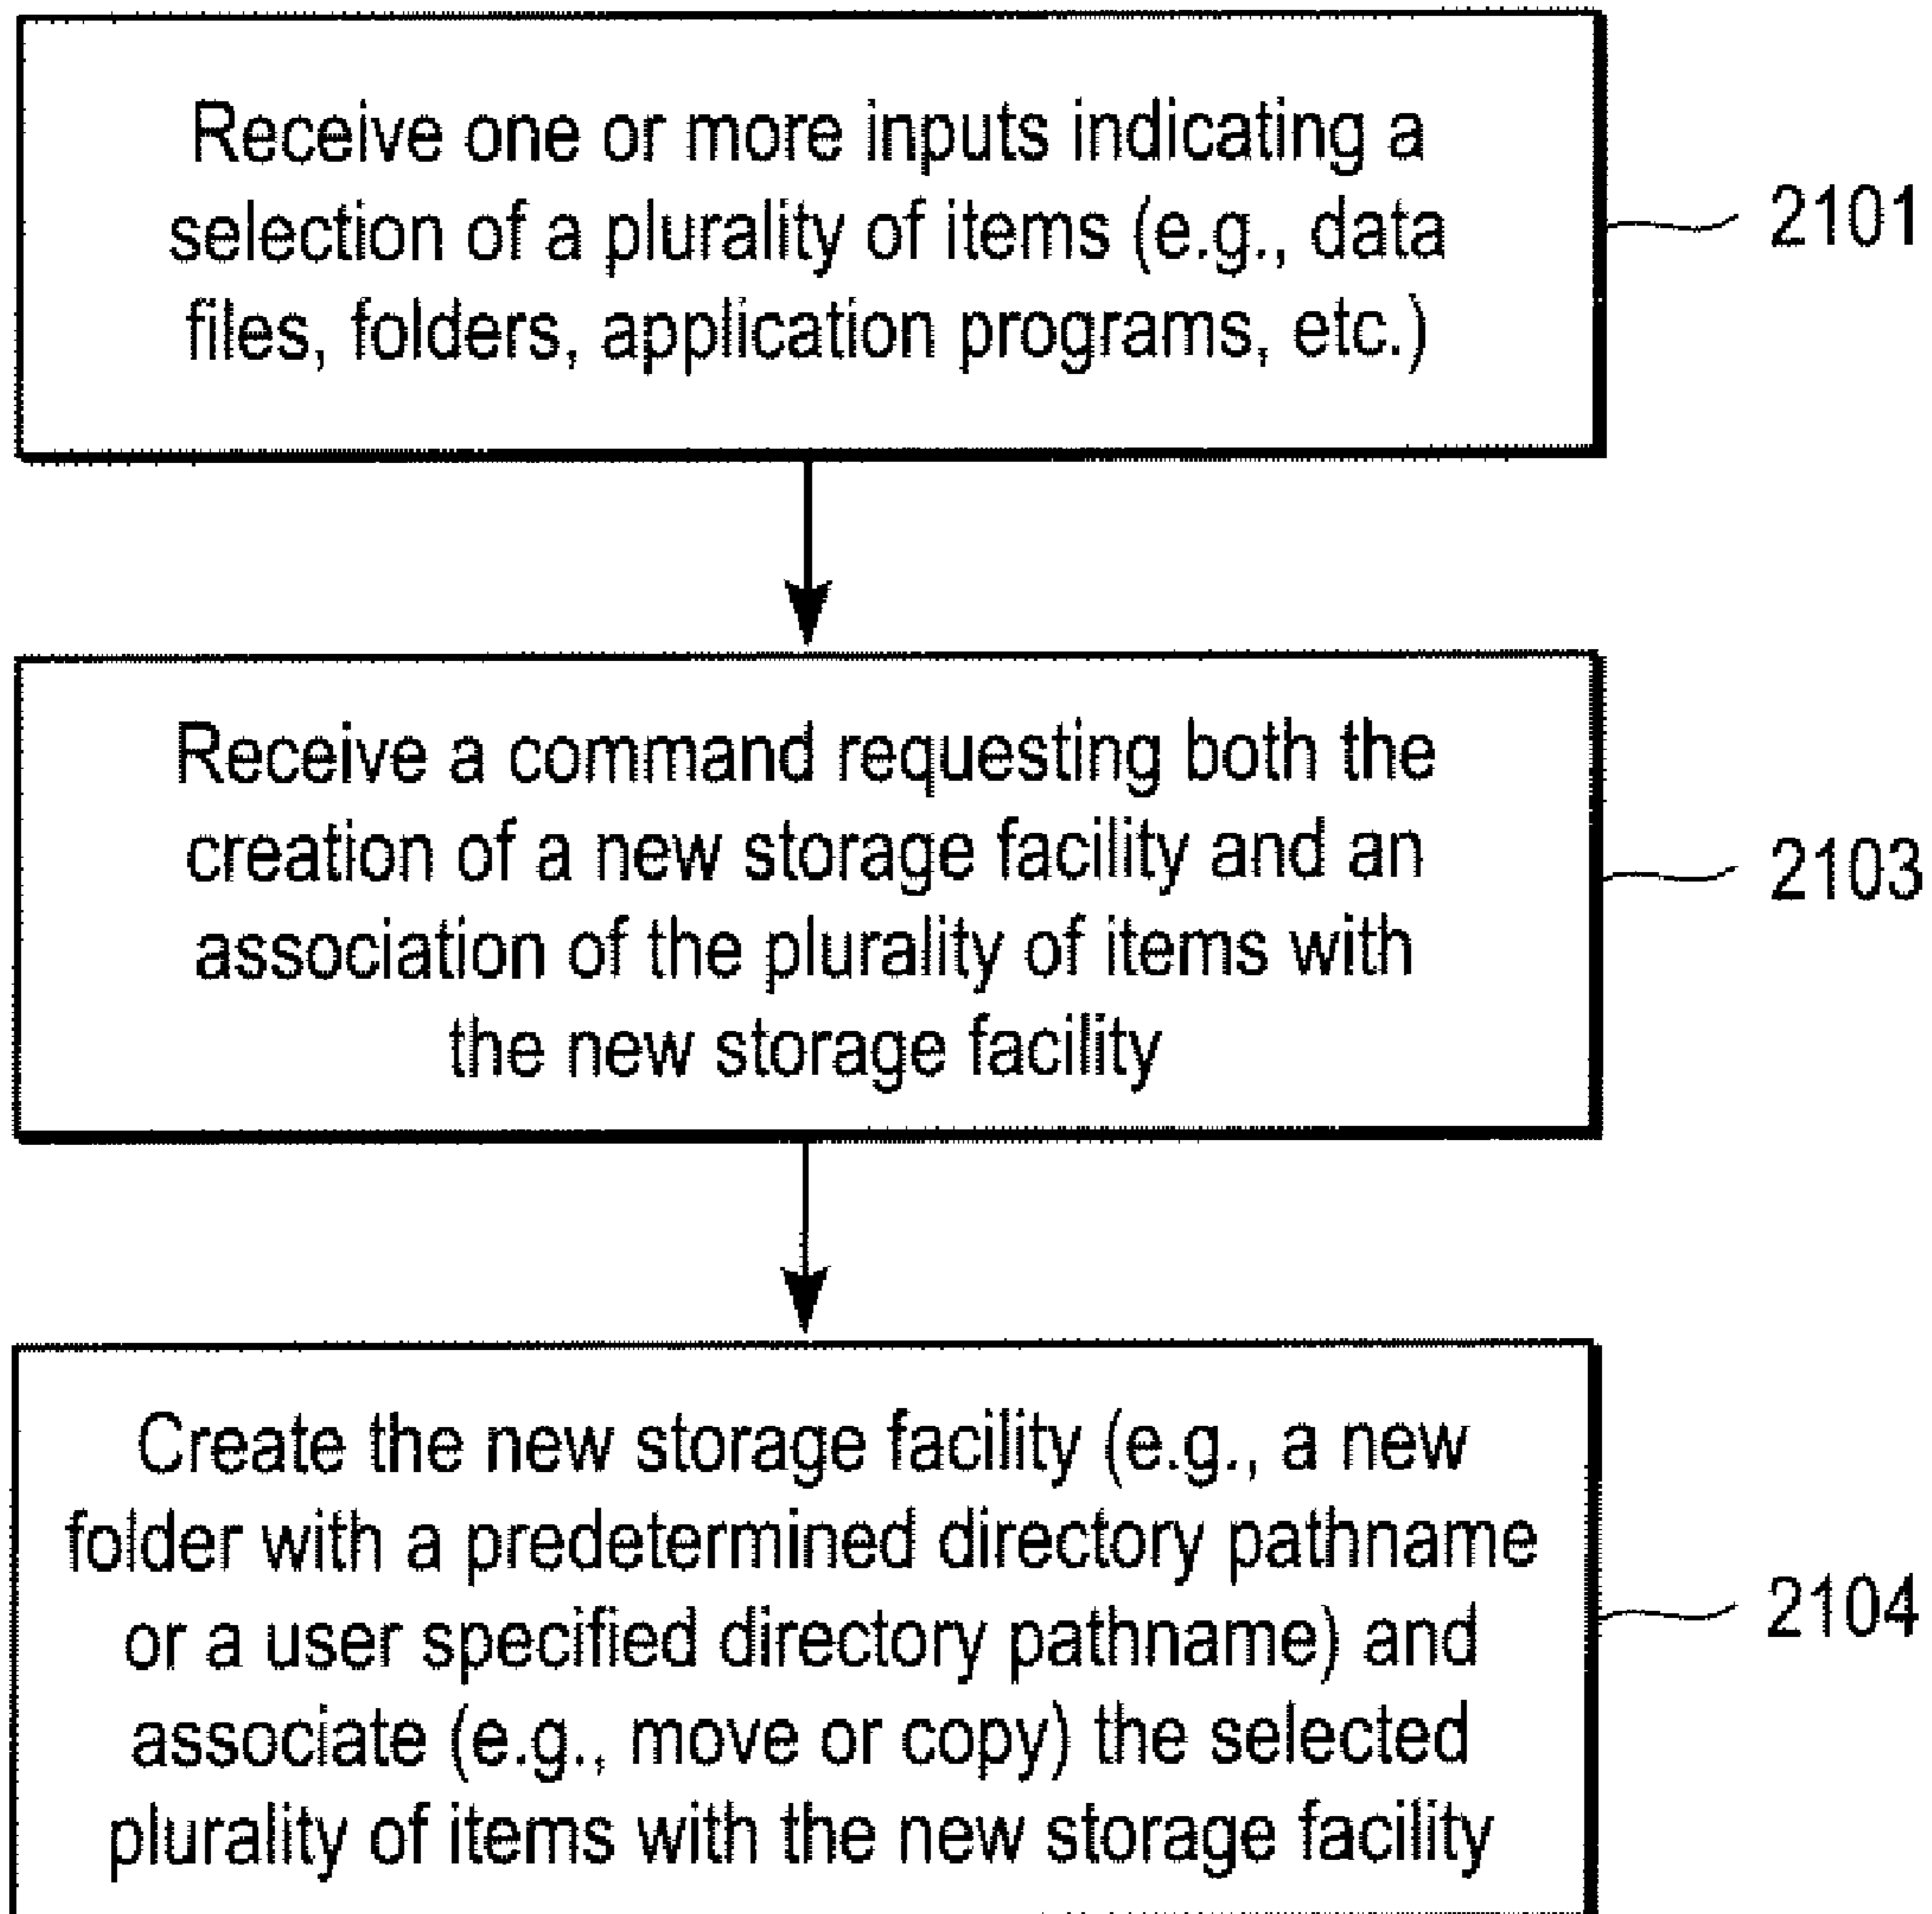 Receive one or more inputs indicating a
selection of a plurality of items (e.g., data
files, folders, application programs, etc.)
2101
Receive a command requesting both the
creation of a new storage facility and an
association of the plurality of items with
the new storage facility
2103
Create the new storage facility (e.g., a new
folder with a predetermined directory pathname
or a user specified directory pathname) and
associate (e.g., move or copy) the selected
plurality of items with the new storage facility
2104